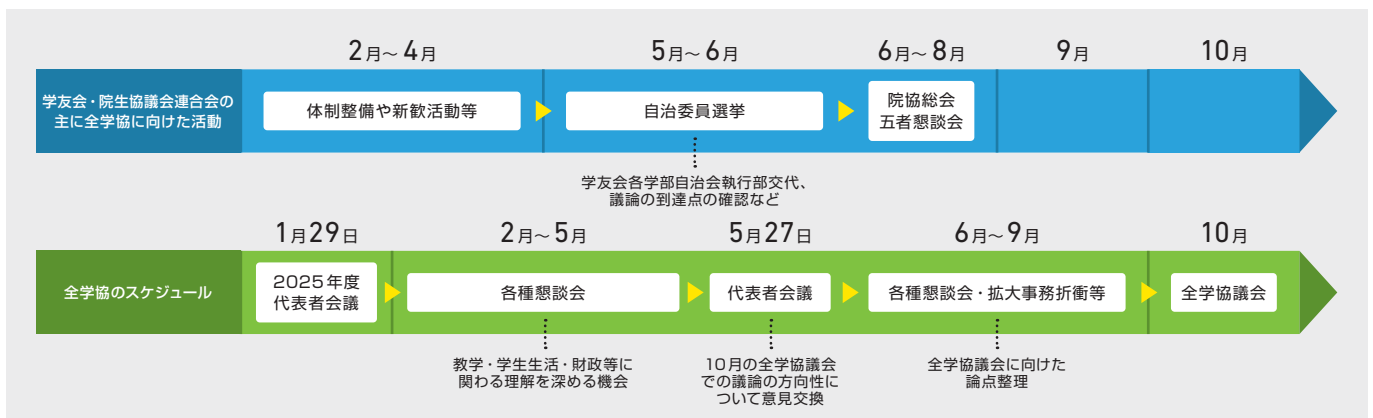 2月～4月
5月～6月
6月～8月
9月
10月
学友会・院生協議会連合会の
主に全学協に向けた活動
体制整備や新歓活動等
自治委員選挙
院協総会
五者懇談会
学友会各学部自治会執行部交代、
議論の到達点の確認など
1月29日
2月～5月
5月27日
6月～9月
10月
全学協のスケジュール
2025年度
代表者会議
各種懇談会
代表者会議
各種懇談会・拡大事務折衝等
全学協議会
教学・学生生活・財政等に
関わる理解を深める機会
10月の全学協議会
での議論の方向性に
ついて意見交換
全学協議会に向けた
論点整理